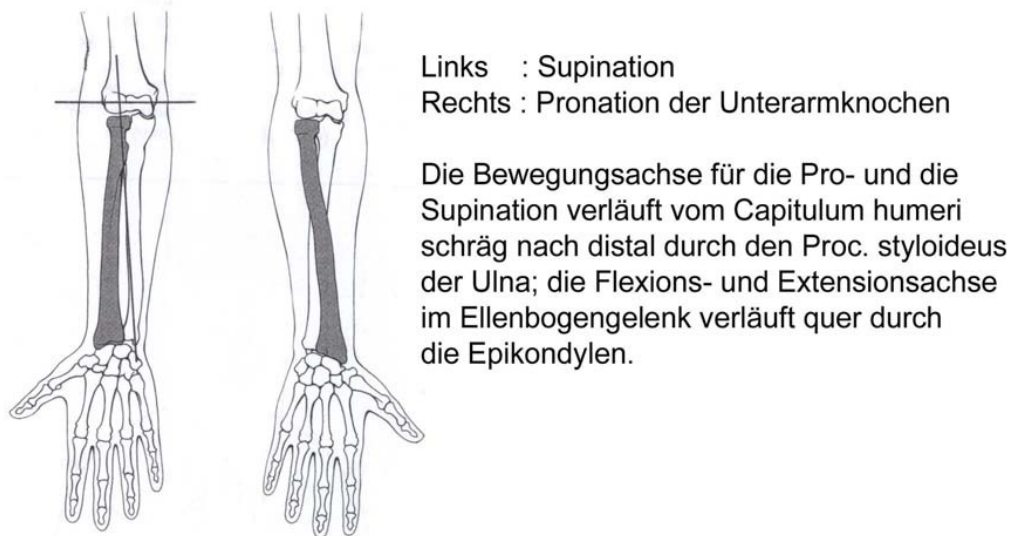 Links : Supination
Rechts : Pronation der Unterarmknochen
Die Bewegungsachse für die Pro- und die
Supination verläuft vom Capitulum humeri
schräg nach distal durch den Proc. styloideus
der Ulna; die Flexions- und Extensionsachse
im Ellenbogengelenk verläuft quer durch
die Epikondylen.